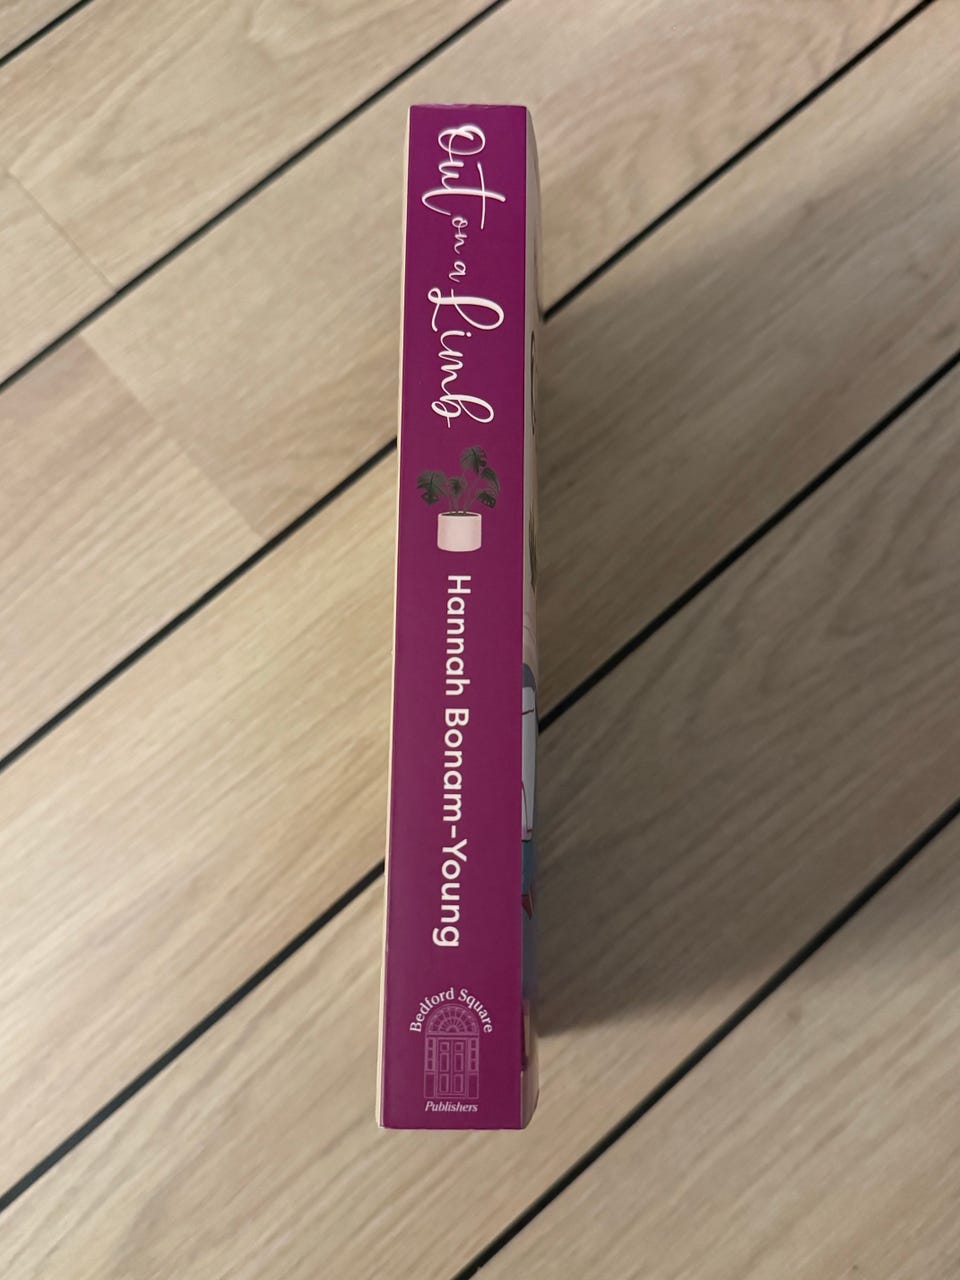 Out on a Limb
Hannah Bonam-Young
Bedford Square
Publishers